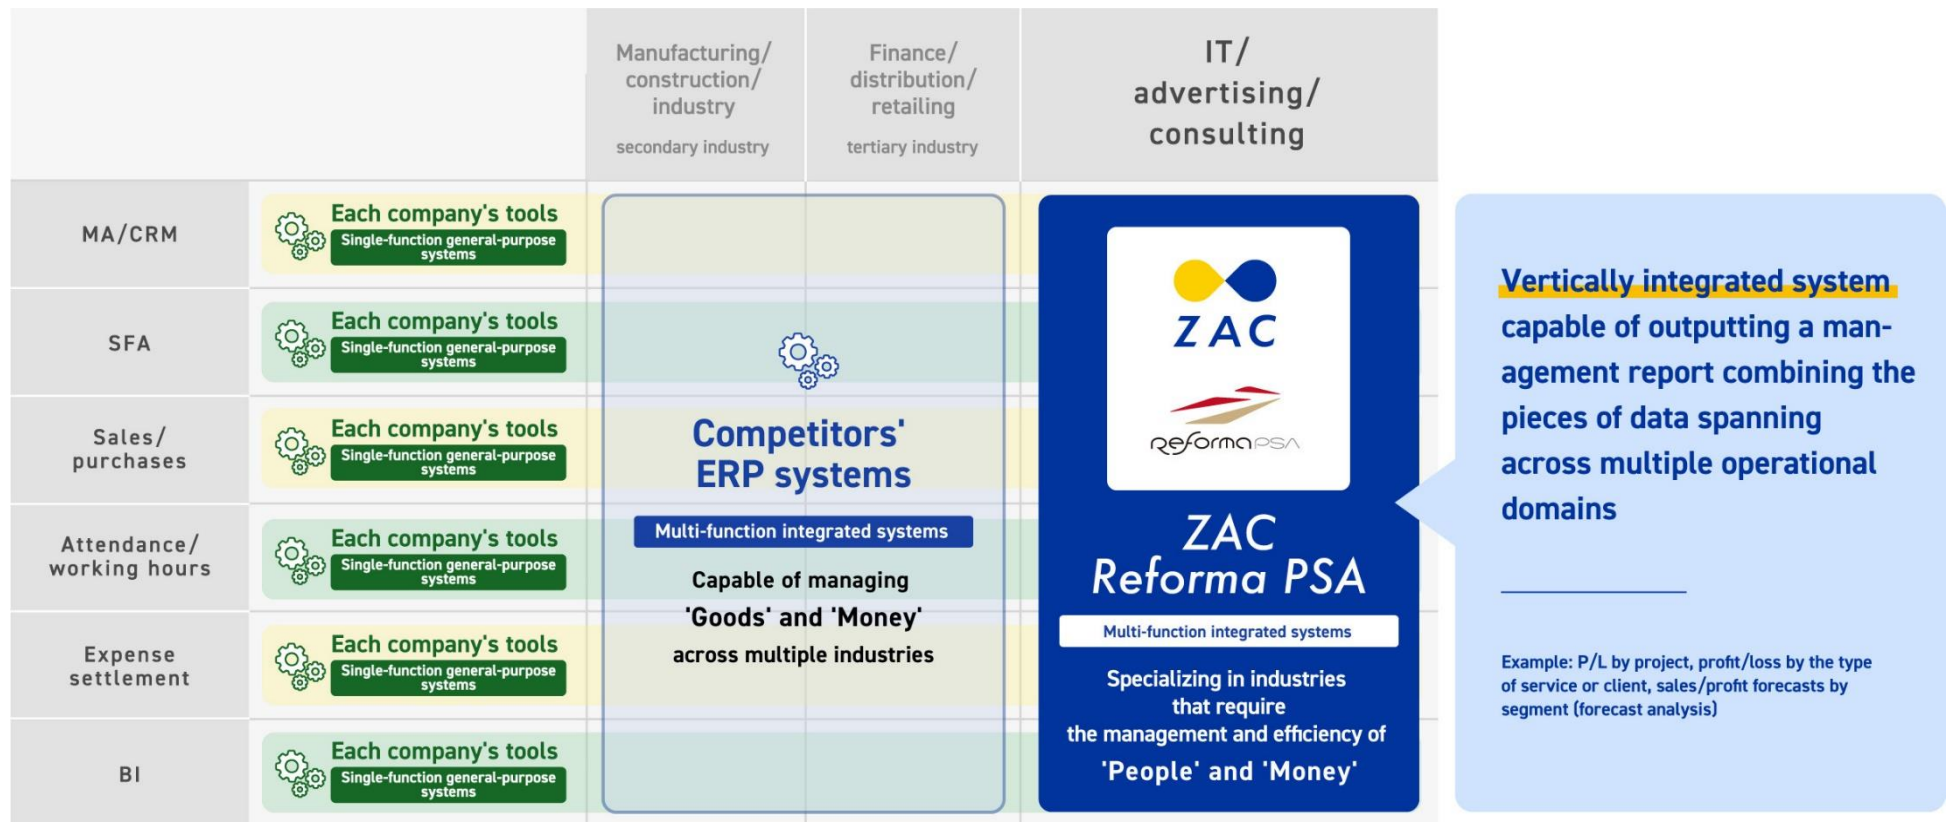 Manufacturing/
construction/
industry
secondary industry
Finance/
distribution/
retailing
tertiary industry
IT/
advertising/
consulting
MA/CRM
Each company's tools
Single-function general-purpose
systems
SFA
Each company's tools
Single-function general-purpose
systems
Sales/
purchases
Each company's tools
Single-function general-purpose
systems
Attendance/
working hours
Each company's tools
Single-function general-purpose
systems
Expense
settlement
Each company's tools
Single-function general-purpose
systems
BI
Each company's tools
Single-function general-purpose
systems
Competitors'
ERP systems
Multi-function integrated systems
Capable of managing
'Goods' and 'Money'
across multiple industries
ZAC
Reforma PSA
ZAC
Reforma PSA
Multi-function integrated systems
Specializing in industries
that require
the management and efficiency of
'People' and 'Money'
Vertically integrated system
capable of outputting a man-
agement report combining the
pieces of data spanning
across multiple operational
domains
Example: P/L by project, profit/loss by the type
of service or client, sales/profit forecasts by
segment (forecast analysis)